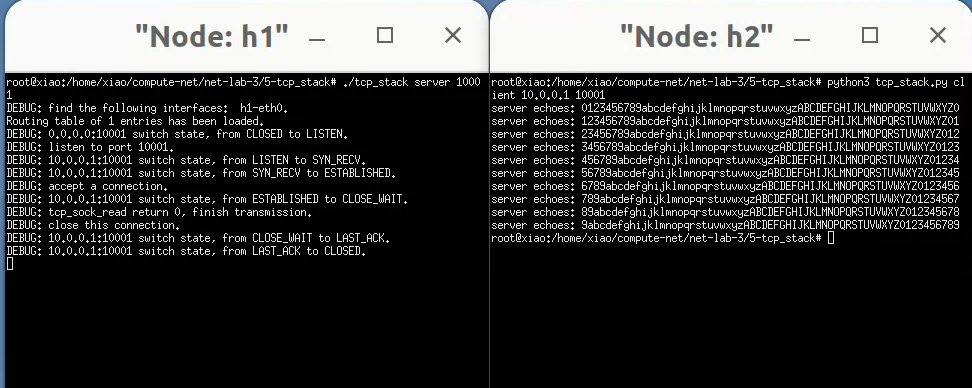 "Node: h1"
root@xiao:/home/xiao/compute-net/net-lab-3/5-tcp_stack# ./tcp_stack server 1000
1
DEBUG: find the following interfaces:  h1-eth0.
Routing table of 1 entries has been loaded.
DEBUG: 0.0.0.0:10001 switch state, from CLOSED to LISTEN.
DEBUG: listen to port 10001.
DEBUG: 10.0.0.1:10001 switch state, from LISTEN to SYN_RECV.
DEBUG: 10.0.0.1:10001 switch state, from SYN_RECV to ESTABLISHED.
DEBUG: accept a connection.
DEBUG: 10.0.0.1:10001 switch state, from ESTABLISHED to CLOSE_WAIT.
DEBUG: tcp_sock_read return 0, finish transmission.
DEBUG: close this connection.
DEBUG: 10.0.0.1:10001 switch state, from CLOSE_WAIT to LAST_ACK.
DEBUG: 10.0.0.1:10001 switch state, from LAST_ACK to CLOSED.
"Node: h2"
root@xiao:/home/xiao/compute-net/net-lab-3/5-tcp_stack# python3 tcp_stack.py cl
ient 10.0.0.1 10001
server echoes: 0123456789abcdefghijklmnopqrstuvwxyzABCDEFGHIJKLMNOPQRSTUVWXYZ0
server echoes: 123456789abcdefghijklmnopqrstuvwxyzABCDEFGHIJKLMNOPQRSTUVWXYZ01
server echoes: 23456789abcdefghijklmnopqrstuvwxyzABCDEFGHIJKLMNOPQRSTUVWXYZ012
server echoes: 3456789abcdefghijklmnopqrstuvwxyzABCDEFGHIJKLMNOPQRSTUVWXYZ0123
server echoes: 456789abcdefghijklmnopqrstuvwxyzABCDEFGHIJKLMNOPQRSTUVWXYZ01234
server echoes: 56789abcdefghijklmnopqrstuvwxyzABCDEFGHIJKLMNOPQRSTUVWXYZ012345
server echoes: 6789abcdefghijklmnopqrstuvwxyzABCDEFGHIJKLMNOPQRSTUVWXYZ0123456
server echoes: 789abcdefghijklmnopqrstuvwxyzABCDEFGHIJKLMNOPQRSTUVWXYZ01234567
server echoes: 89abcdefghijklmnopqrstuvwxyzABCDEFGHIJKLMNOPQRSTUVWXYZ012345678
server echoes: 9abcdefghijklmnopqrstuvwxyzABCDEFGHIJKLMNOPQRSTUVWXYZ0123456789
root@xiao:/home/xiao/compute-net/net-lab-3/5-tcp_stack#